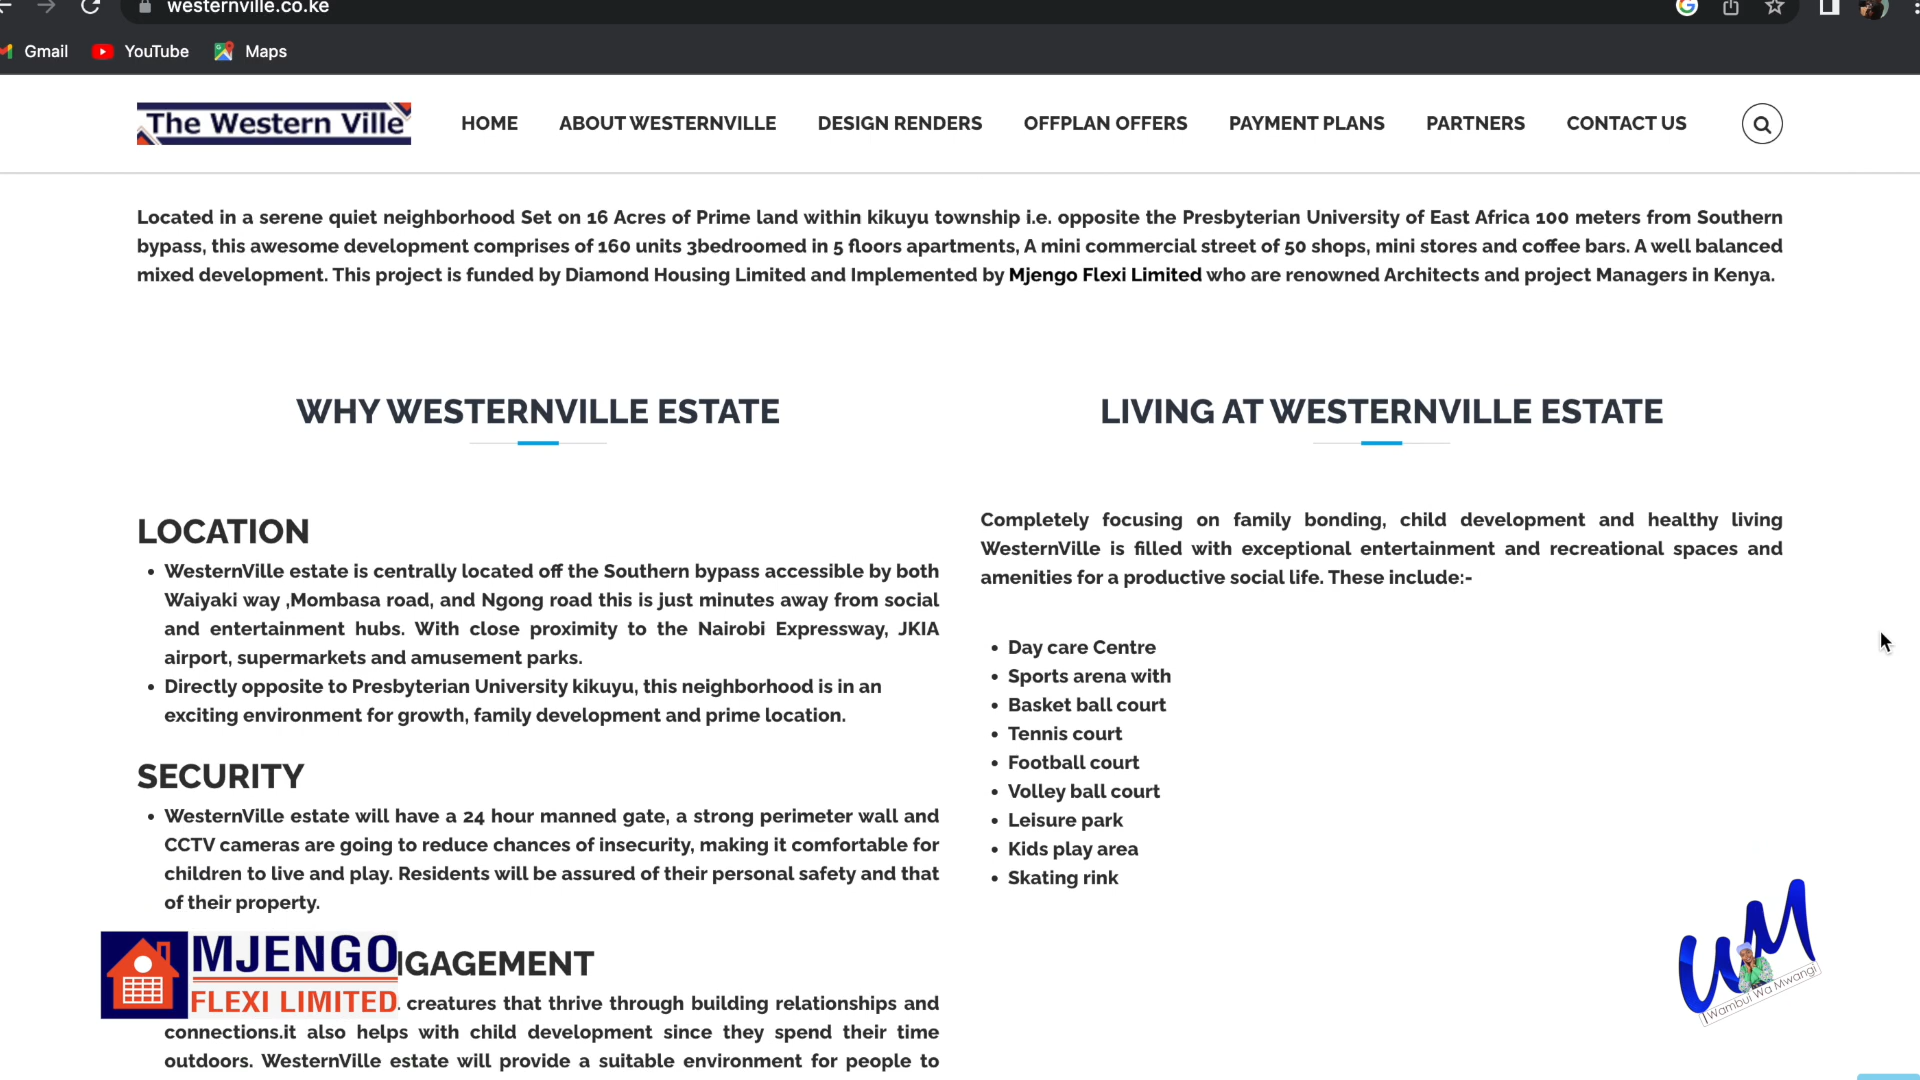 westernville.co.ke
Gmail
YouTube
Maps
The Western Ville
HOME
ABOUT WESTERNVILLE
DESIGN RENDERS
OFFPLAN OFFERS
PAYMENT PLANS
PARTNERS
CONTACT US
Located in a serene quiet neighborhood Set on 16 Acres of Prime land within kikuyu township i.e. opposite the Presbyterian University of East Africa 100 meters from Southern
bypass, this awesome development comprises of 160 units 3bedroomed in 5 floors apartments, A mini commercial street of 50 shops, mini stores and coffee bars. A well balanced
mixed development. This project is funded by Diamond Housing Limited and Implemented by Mjengo Flexi Limited who are renowned Architects and project Managers in Kenya.
WHY WESTERNVILLE ESTATE
LOCATION
• WesternVille estate is centrally located off the Southern bypass accessible by both
Waiyaki way ,Mombasa road, and Ngong road this is just minutes away from social
and entertainment hubs. With close proximity to the Nairobi Expressway, JKIA
airport, supermarkets and amusement parks.
• Directly opposite to Presbyterian University kikuyu, this neighborhood is in an
exciting environment for growth, family development and prime location.
SECURITY
• WesternVille estate will have a 24 hour manned gate, a strong perimeter wall and
CCTV cameras are going to reduce chances of insecurity, making it comfortable for
children to live and play. Residents will be assured of their personal safety and that
of their property.
GAGEMENT
creatures that thrive through building relationships and
connections.it also helps with child development since they spend their time
outdoors. WesternVille estate will provide a suitable environment for people to
LIVING AT WESTERNVILLE ESTATE
Completely focusing on family bonding, child development and healthy living
WesternVille is filled with exceptional entertainment and recreational spaces and
amenities for a productive social life. These include:-
• Day care Centre
• Sports arena with
• Basket ball court
• Tennis court
• Football court
• Volley ball court
• Leisure park
• Kids play area
• Skating rink
MJENGO
FLEXI LIMITED
WM
Wambui Wa Mwangi